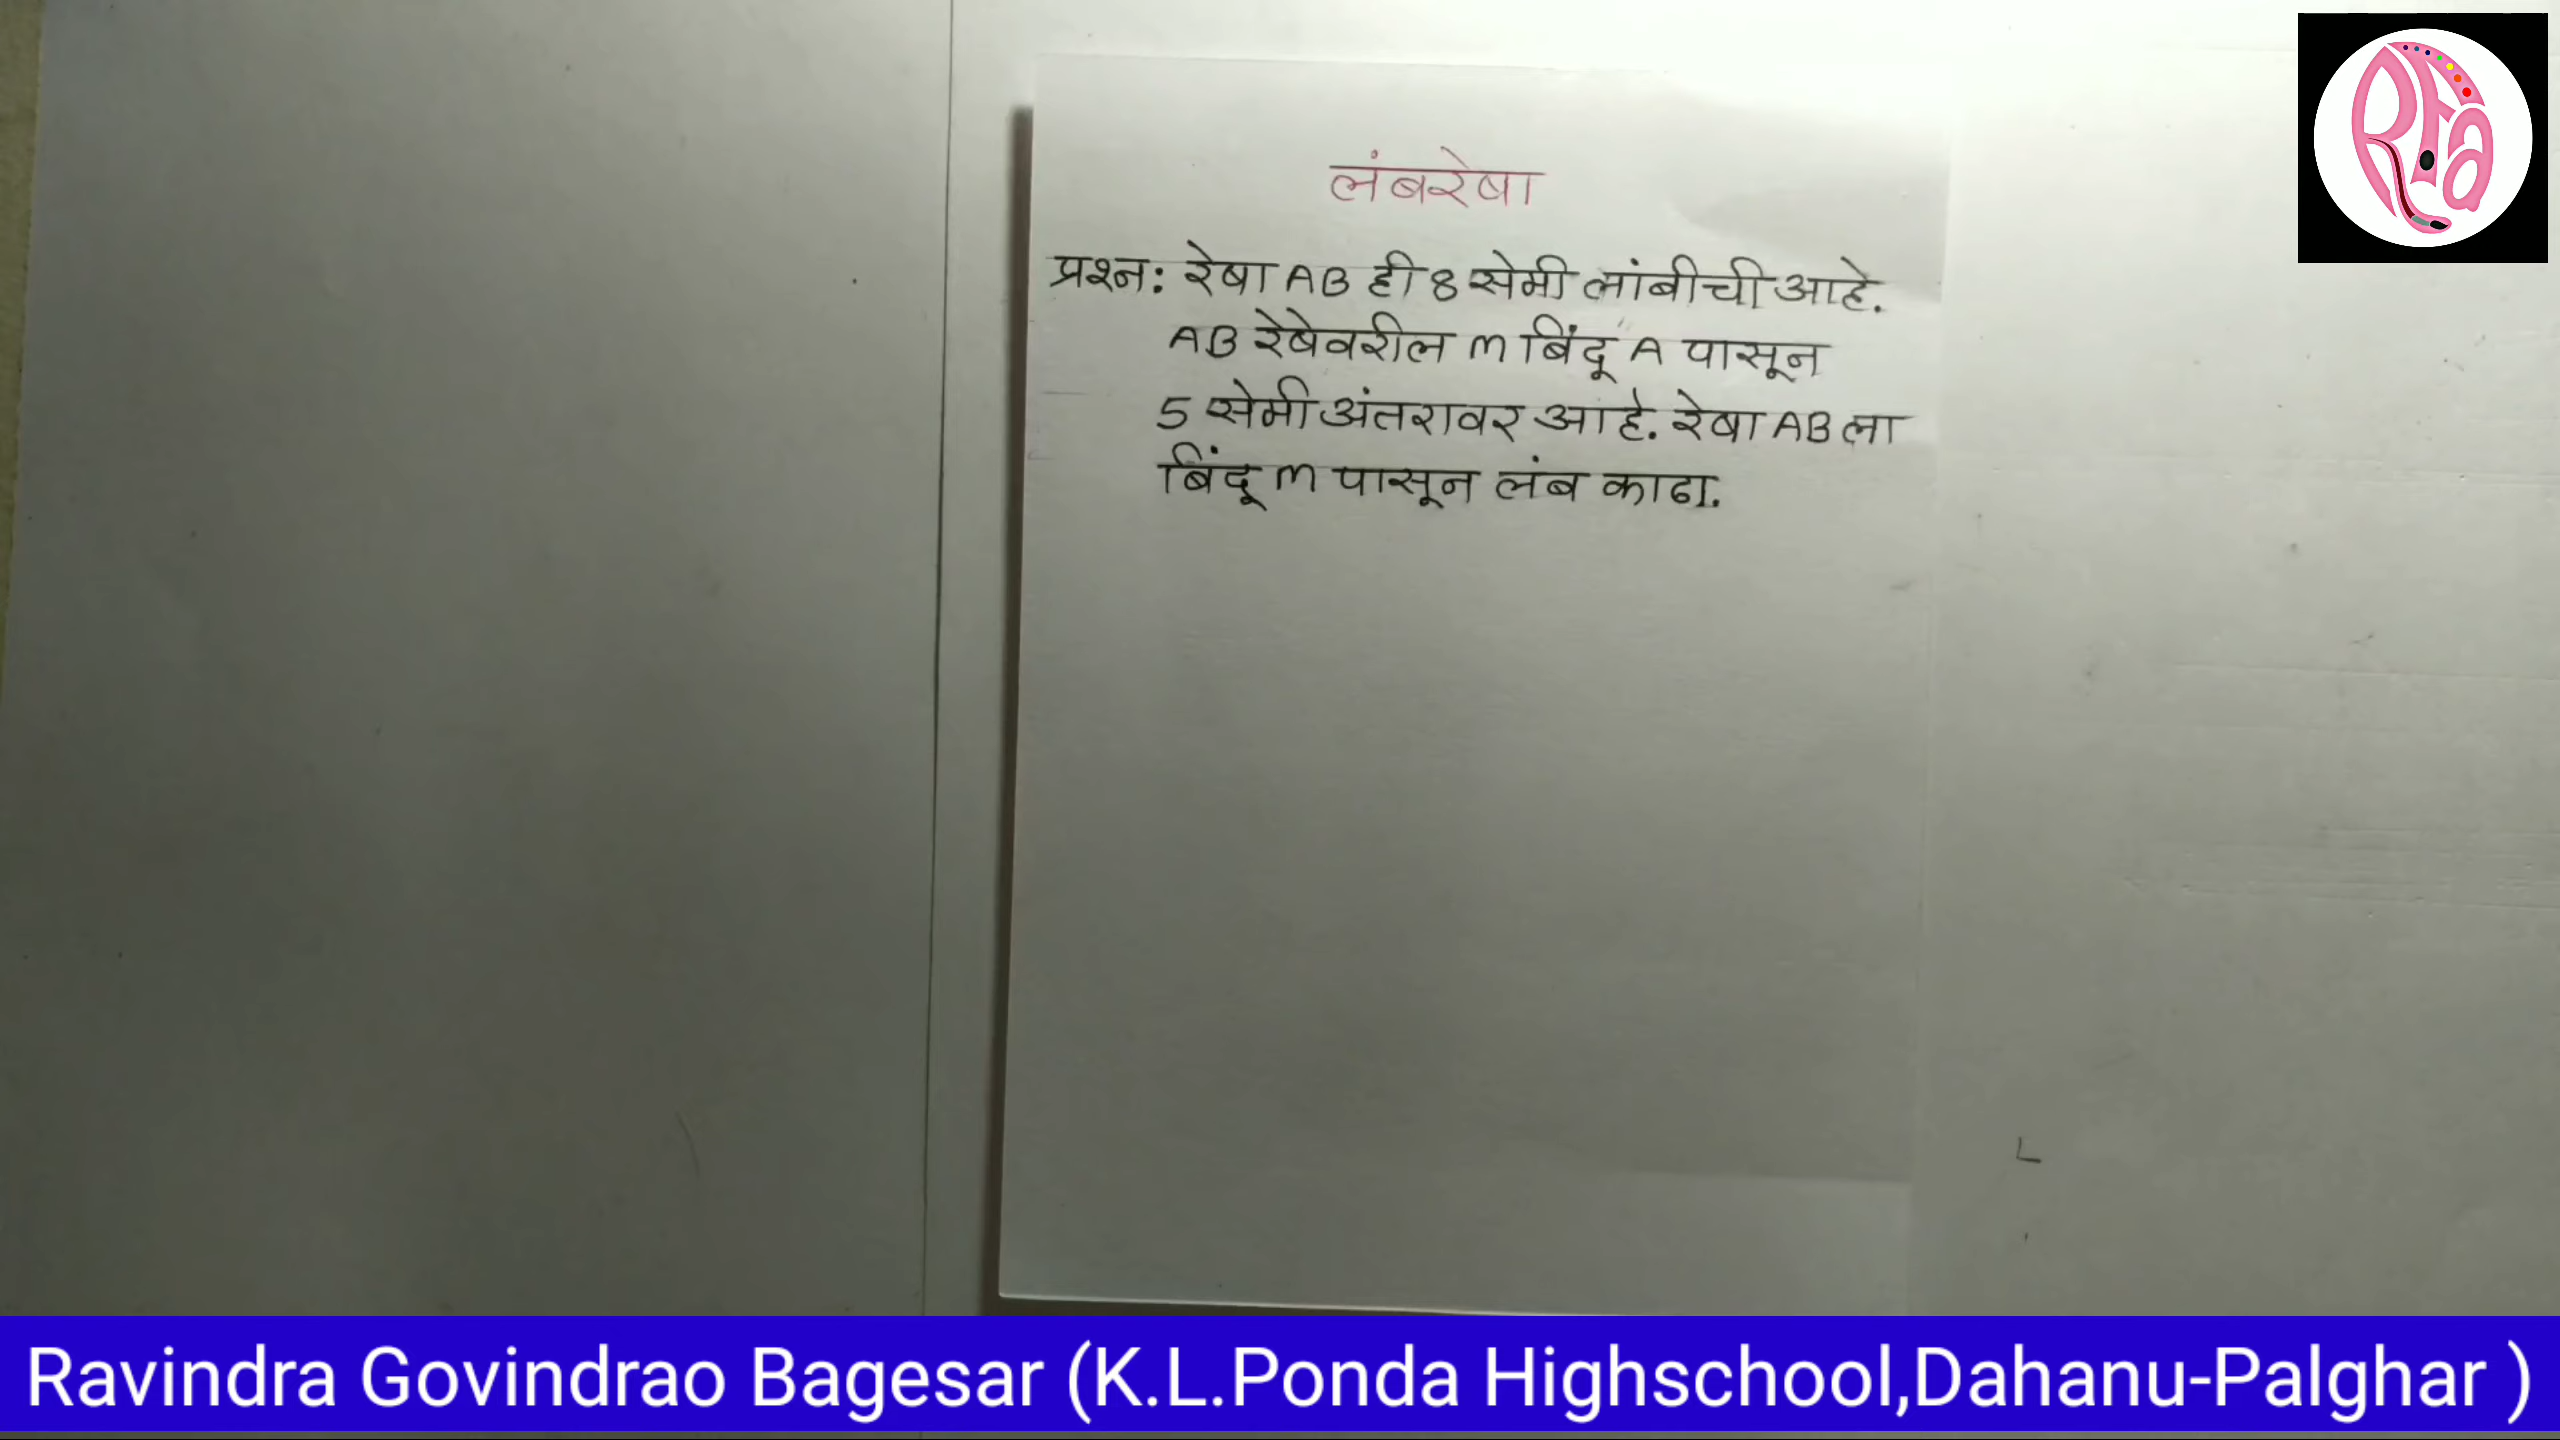 RFa
लंबरेषा
प्रश्न: रेषा AB ही 8 सेमी लांबीची आहे.
AB रेषेवरील m बिंदू A पासून
5 सेमी अंतरावर आहे. रेषा AB ला
बिंदू m पासून लंब काढा.
Ravindra Govindrao Bagesar (K.L.Ponda Highschool,Dahanu-Palghar )